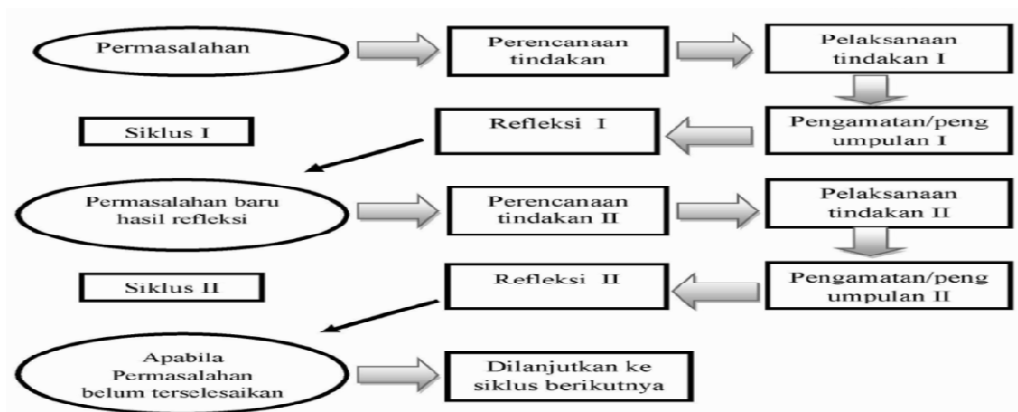 Permasalahan
Perencanaan
tindakan
Pelaksanaan
tindakan I
Siklus I
Refleksi I
Pengamatan/peng
umpulan I
Permasalahan baru
hasil refleksi
Perencanaan
tindakan II
Pelaksanaan
tindakan II
Siklus II
Refleksi II
Pengamatan/peng
umpulan II
Apabila
Permasalahan
belum terselesaikan
Dilanjutkan ke
siklus berikutnya